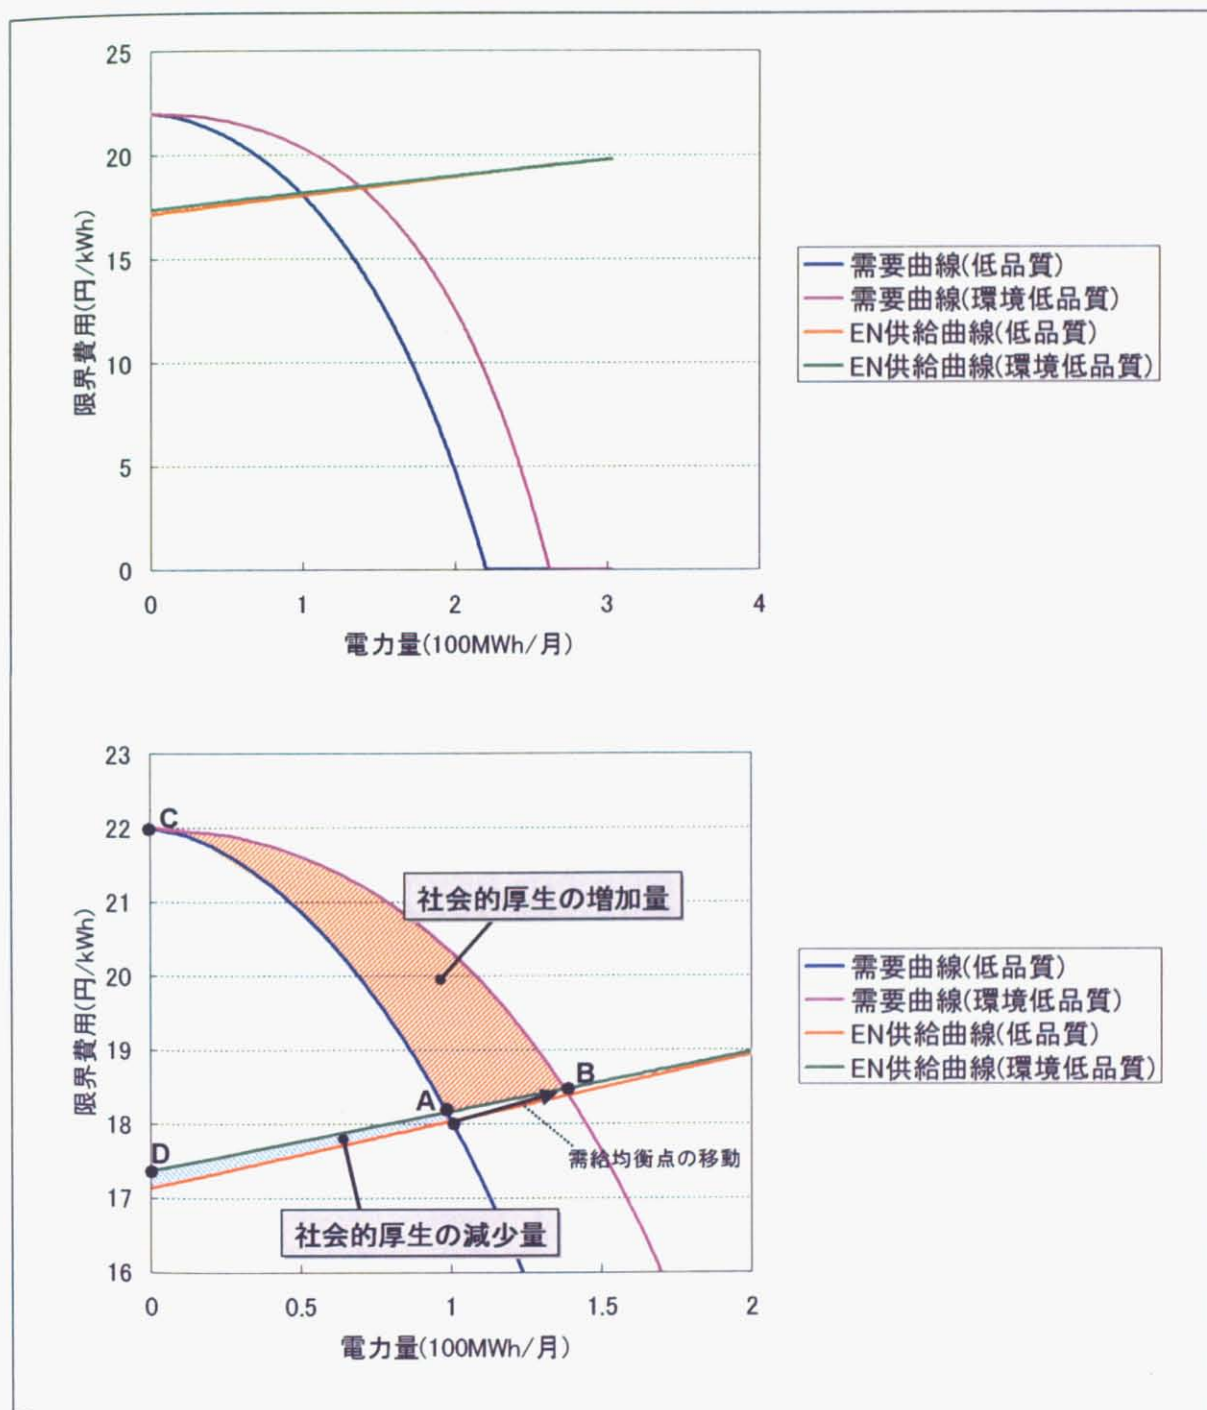 25
20
15
10
5
0
限界費用(円/kWh)
0 1 2 3 4
電力量(100MWh/月)
需要曲線(低品質)
需要曲線(環境低品質)
EN供給曲線(低品質)
EN供給曲線(環境低品質)
23
22
21
20
19
18
17
16
限界費用(円/kWh)
C
社会的厚生の増加量
A
B
D
需給均衡点の移動
社会的厚生の減少量
0 0.5 1 1.5 2
電力量(100MWh/月)
需要曲線(低品質)
需要曲線(環境低品質)
EN供給曲線(低品質)
EN供給曲線(環境低品質)